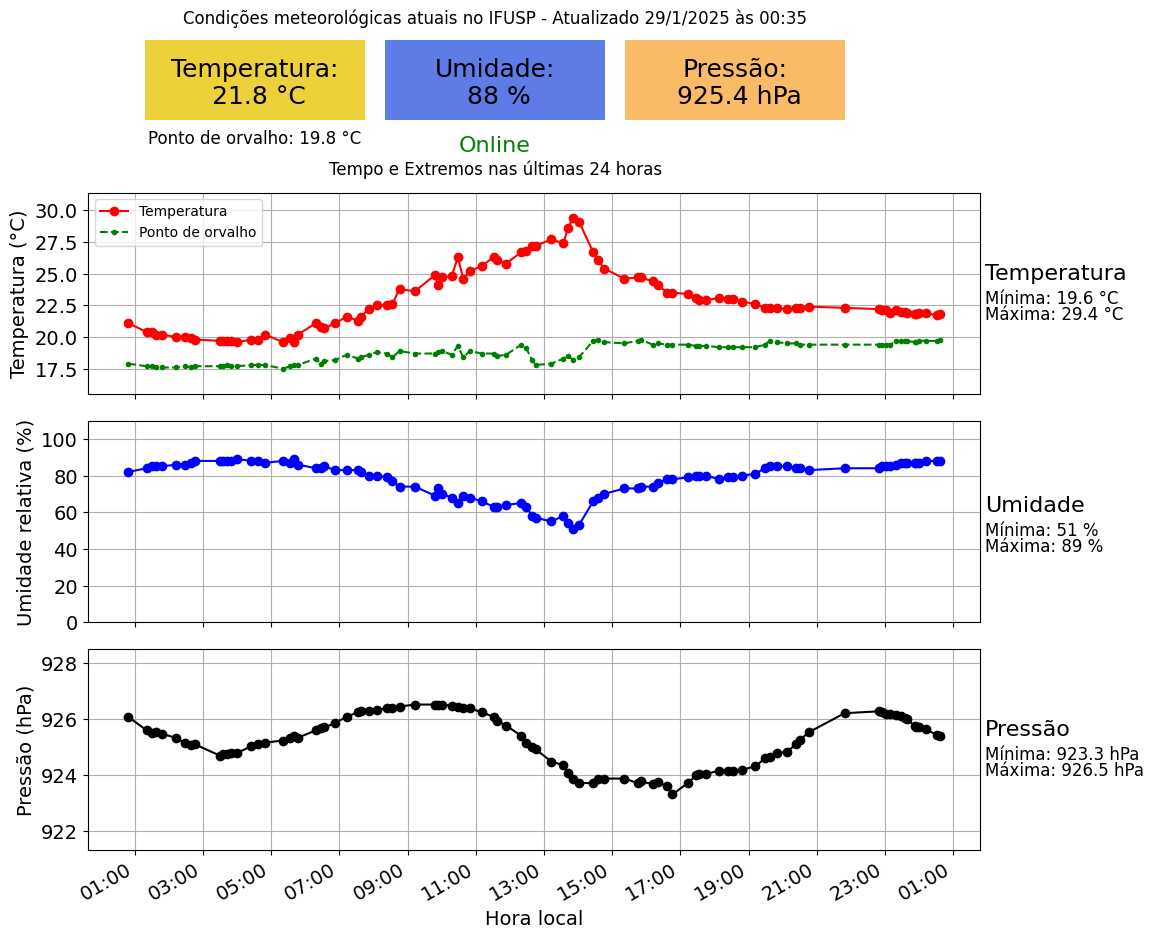 Condições meteorológicas atuais no IFUSP - Atualizado 29/1/2025 às 00:35
Temperatura:
21.8 °C
Umidade:
88 %
Pressão:
925.4 hPa
Ponto de orvalho: 19.8 °C
Online
Tempo e Extremos nas últimas 24 horas
Temperatura (°C)
30.0
27.5
25.0
22.5
20.0
17.5
Temperatura
Ponto de orvalho
Temperatura
Mínima: 19.6 °C
Máxima: 29.4 °C
Umidade relativa (%)
100
80
60
40
20
0
Umidade
Mínima: 51 %
Máxima: 89 %
Pressão (hPa)
928
926
924
922
Pressão
Mínima: 923.3 hPa
Máxima: 926.5 hPa
01:00 03:00 05:00 07:00 09:00 11:00 13:00 15:00 17:00 19:00 21:00 23:00 01:00
Hora local